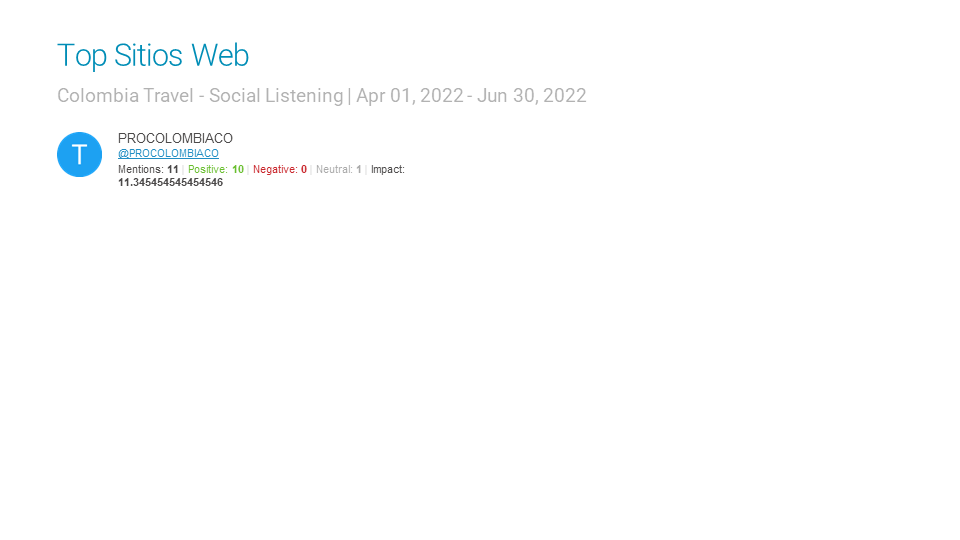 Top Sitios Web
Colombia Travel - Social Listening | Apr 01, 2022 - Jun 30, 2022
T
PROCOLOMBIACO
@PROCOLOMBIACO
Mentions: 11 | Positive: 10 | Negative: 0 | Neutral: 1 | Impact:
11.345454545454546